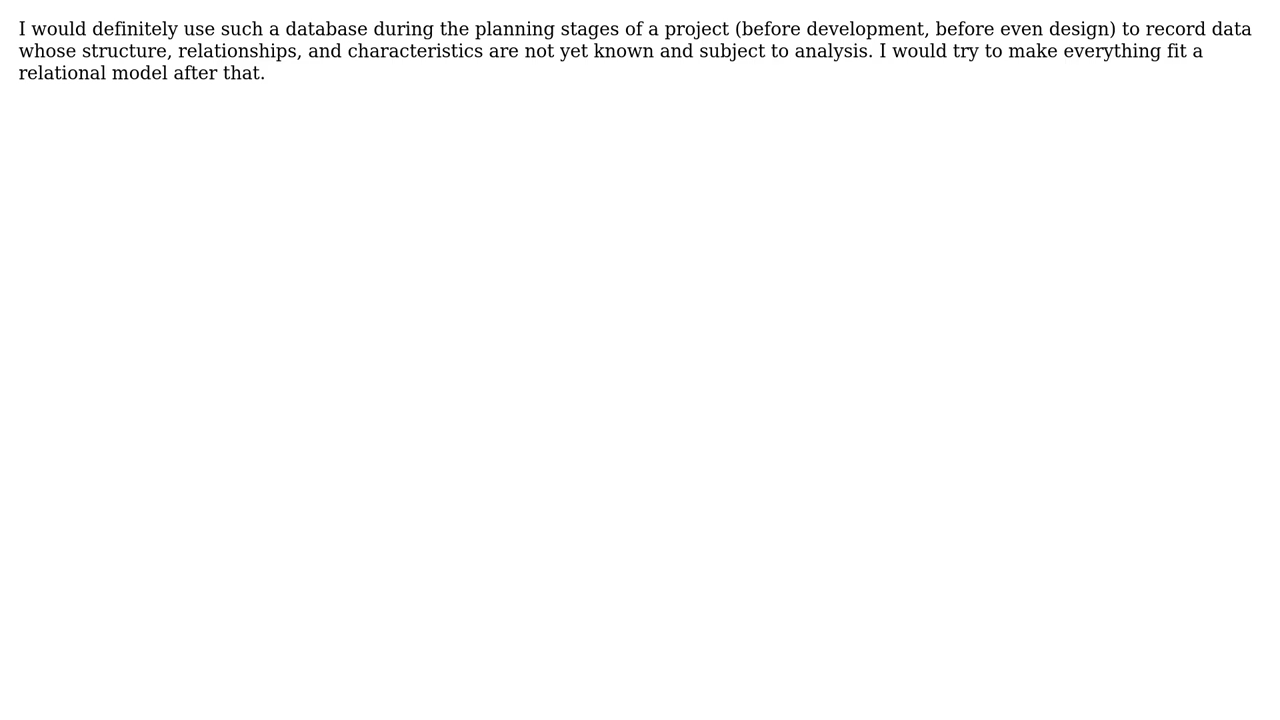 I would definitely use such a database during the planning stages of a project (before development, before even design) to record data
whose structure, relationships, and characteristics are not yet known and subject to analysis. I would try to make everything fit a
relational model after that.